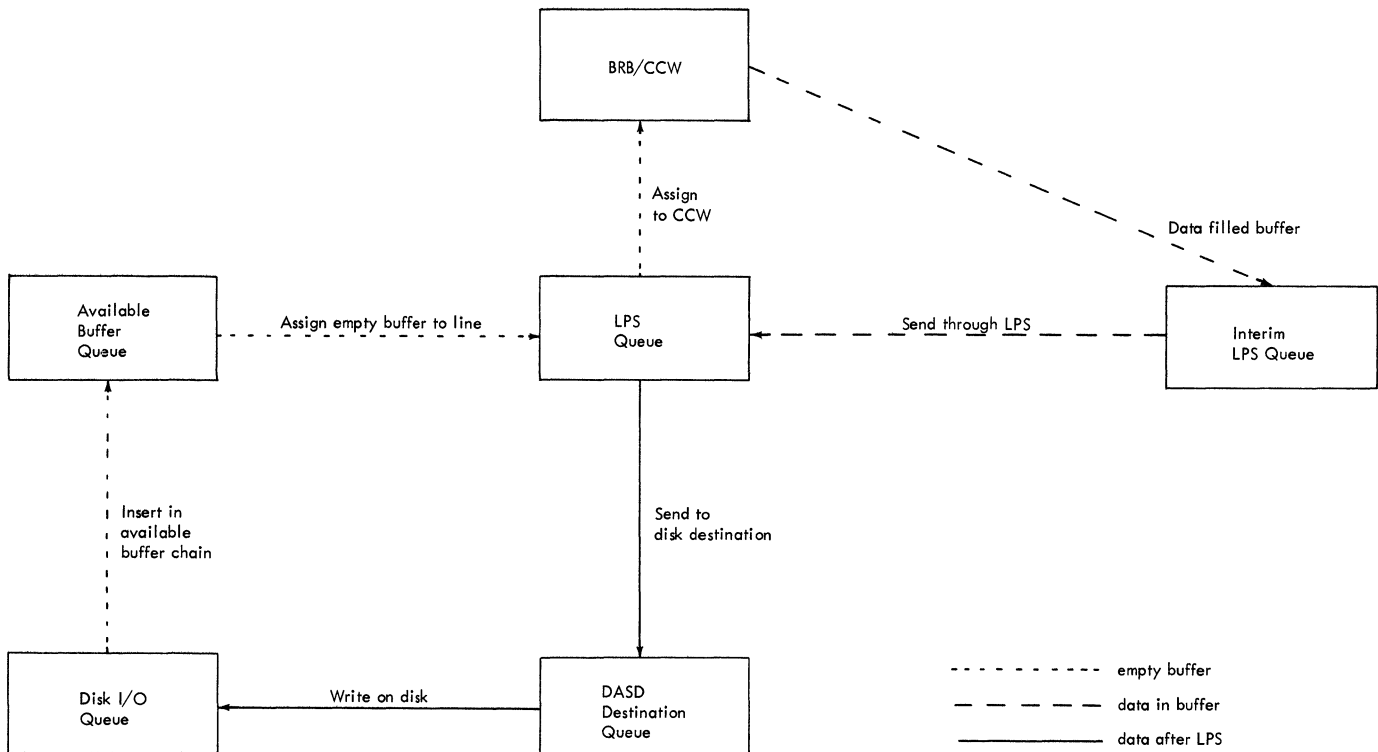 BRB/CCW
Assign
to CCW
Data filled buffer
Available
Buffer
Queue
Assign empty buffer to line
LPS
Queue
Send through LPS
Interim
LPS Queue
Insert in
available
buffer chain
Send to
disk destination
Disk I/O
Queue
Write on disk
DASD
Destination
Queue
empty buffer
data in buffer
data after LPS